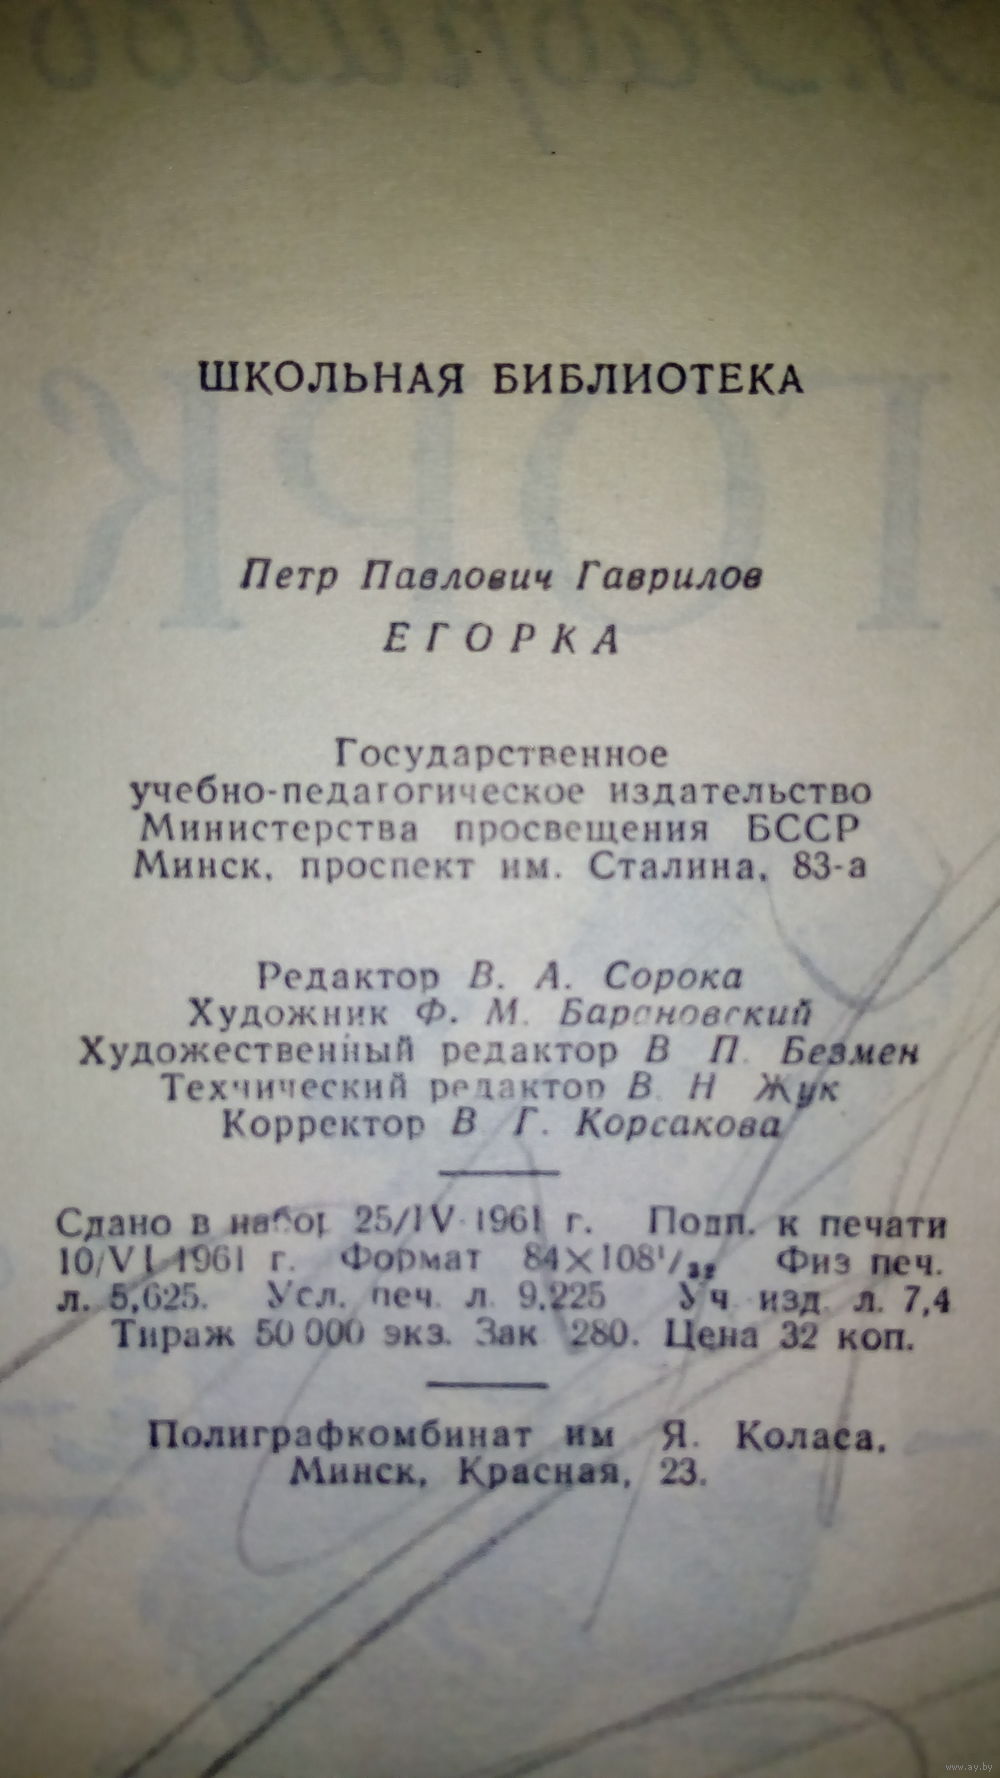 ШКОЛЬНАЯ БИБЛИОТЕКА
Петр Павлович Гаврилов
ЕГОРКА
Государственное
учебно-педагогическое издательство
Министерства просвещения БССР
Минск, проспект им. Сталина, 83-а
Редактор В. А. Сорока
Художник Ф. М. Барановский
Художественный редактор В П. Безмен
Технический редактор В. Н Жук
Корректор В Г. Корсакова
Сдано в набор 25/IV 1961 г. Подп. к печати
10/VI 1961 г. Формат 84×108¹/₃₂ Физ печ.
л. 5,625. Усл. печ. л 9,225 Уч изд. л. 7,4
Тираж 50 000 экз. Зак 280. Цена 32 коп.
Полиграфкомбинат им Я. Коласа.
Минск, Красная, 23.
www.ay.by